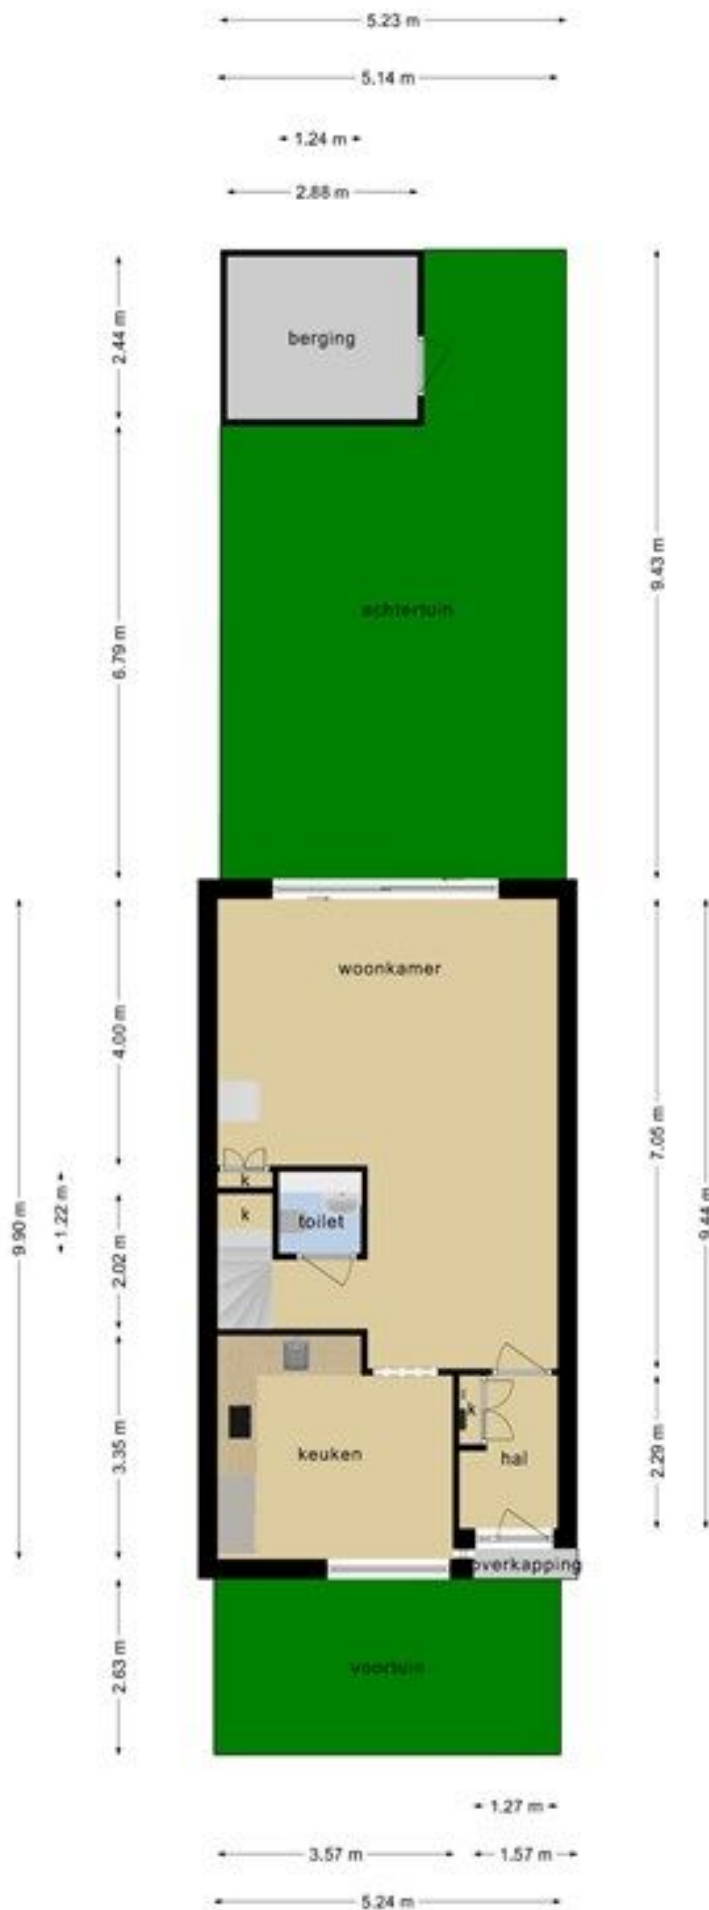 5.23 m
5.14 m
1.24 m
2.88 m
2.44 m
berging
6.79 m
achtertuin
9.43 m
woonkamer
4.00 m
7.05 m
k
k
toilet
9.90 m
1.22 m
2.02 m
9.44 m
keuken
k
hal
3.35 m
2.29 m
overkapping
2.63 m
voortuin
1.27 m
3.57 m
1.57 m
5.24 m